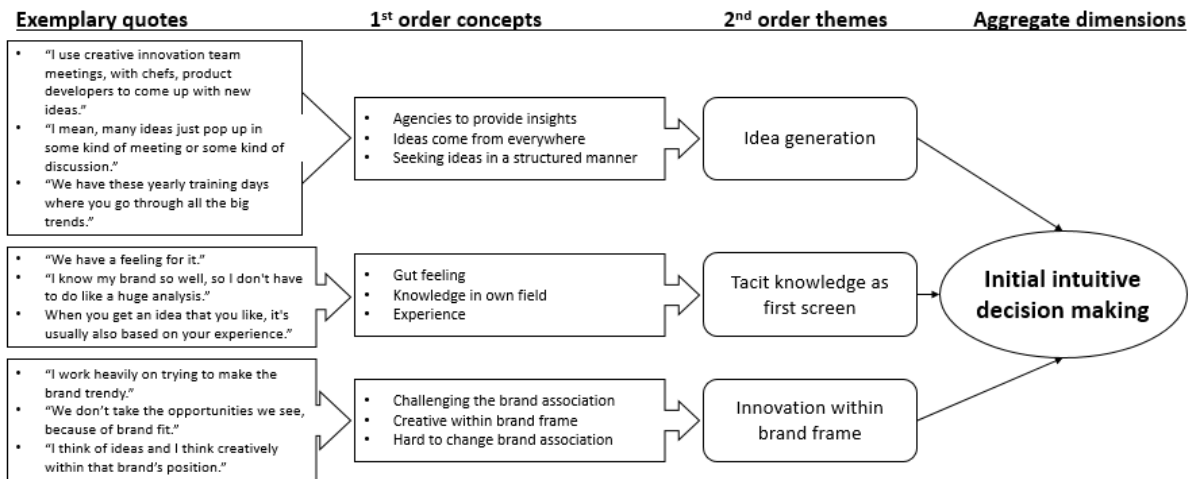 Exemplary quotes
1st order concepts
2nd order themes
Aggregate dimensions
• “I use creative innovation team
meetings, with chefs, product
developers to come up with new
ideas.”
• “I mean, many ideas just pop up in
some kind of meeting or some kind of
discussion.”
• “We have these yearly training days
where you go through all the big
trends.”
• Agencies to provide insights
• Ideas come from everywhere
• Seeking ideas in a structured manner
Idea generation
• “We have a feeling for it.”
• “I know my brand so well, so I don't have
to do like a huge analysis.”
• When you get an idea that you like, it's
usually also based on your experience.”
• Gut feeling
• Knowledge in own field
• Experience
Tacit knowledge as
first screen
• “I work heavily on trying to make the
brand trendy.”
• “We don’t take the opportunities we see,
because of brand fit.”
• “I think of ideas and I think creatively
within that brand’s position.”
• Challenging the brand association
• Creative within brand frame
• Hard to change brand association
Innovation within
brand frame
Initial intuitive
decision making